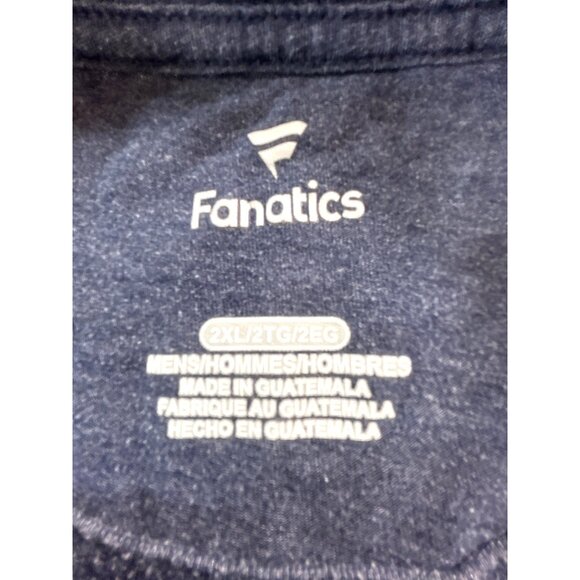 Fanatics
2XL/2TG/2EG
MENS/HOMMES/HOMBRES
MADE IN GUATEMALA
FABRIQUE AU GUATEMALA
HECHO EN GUATEMALA